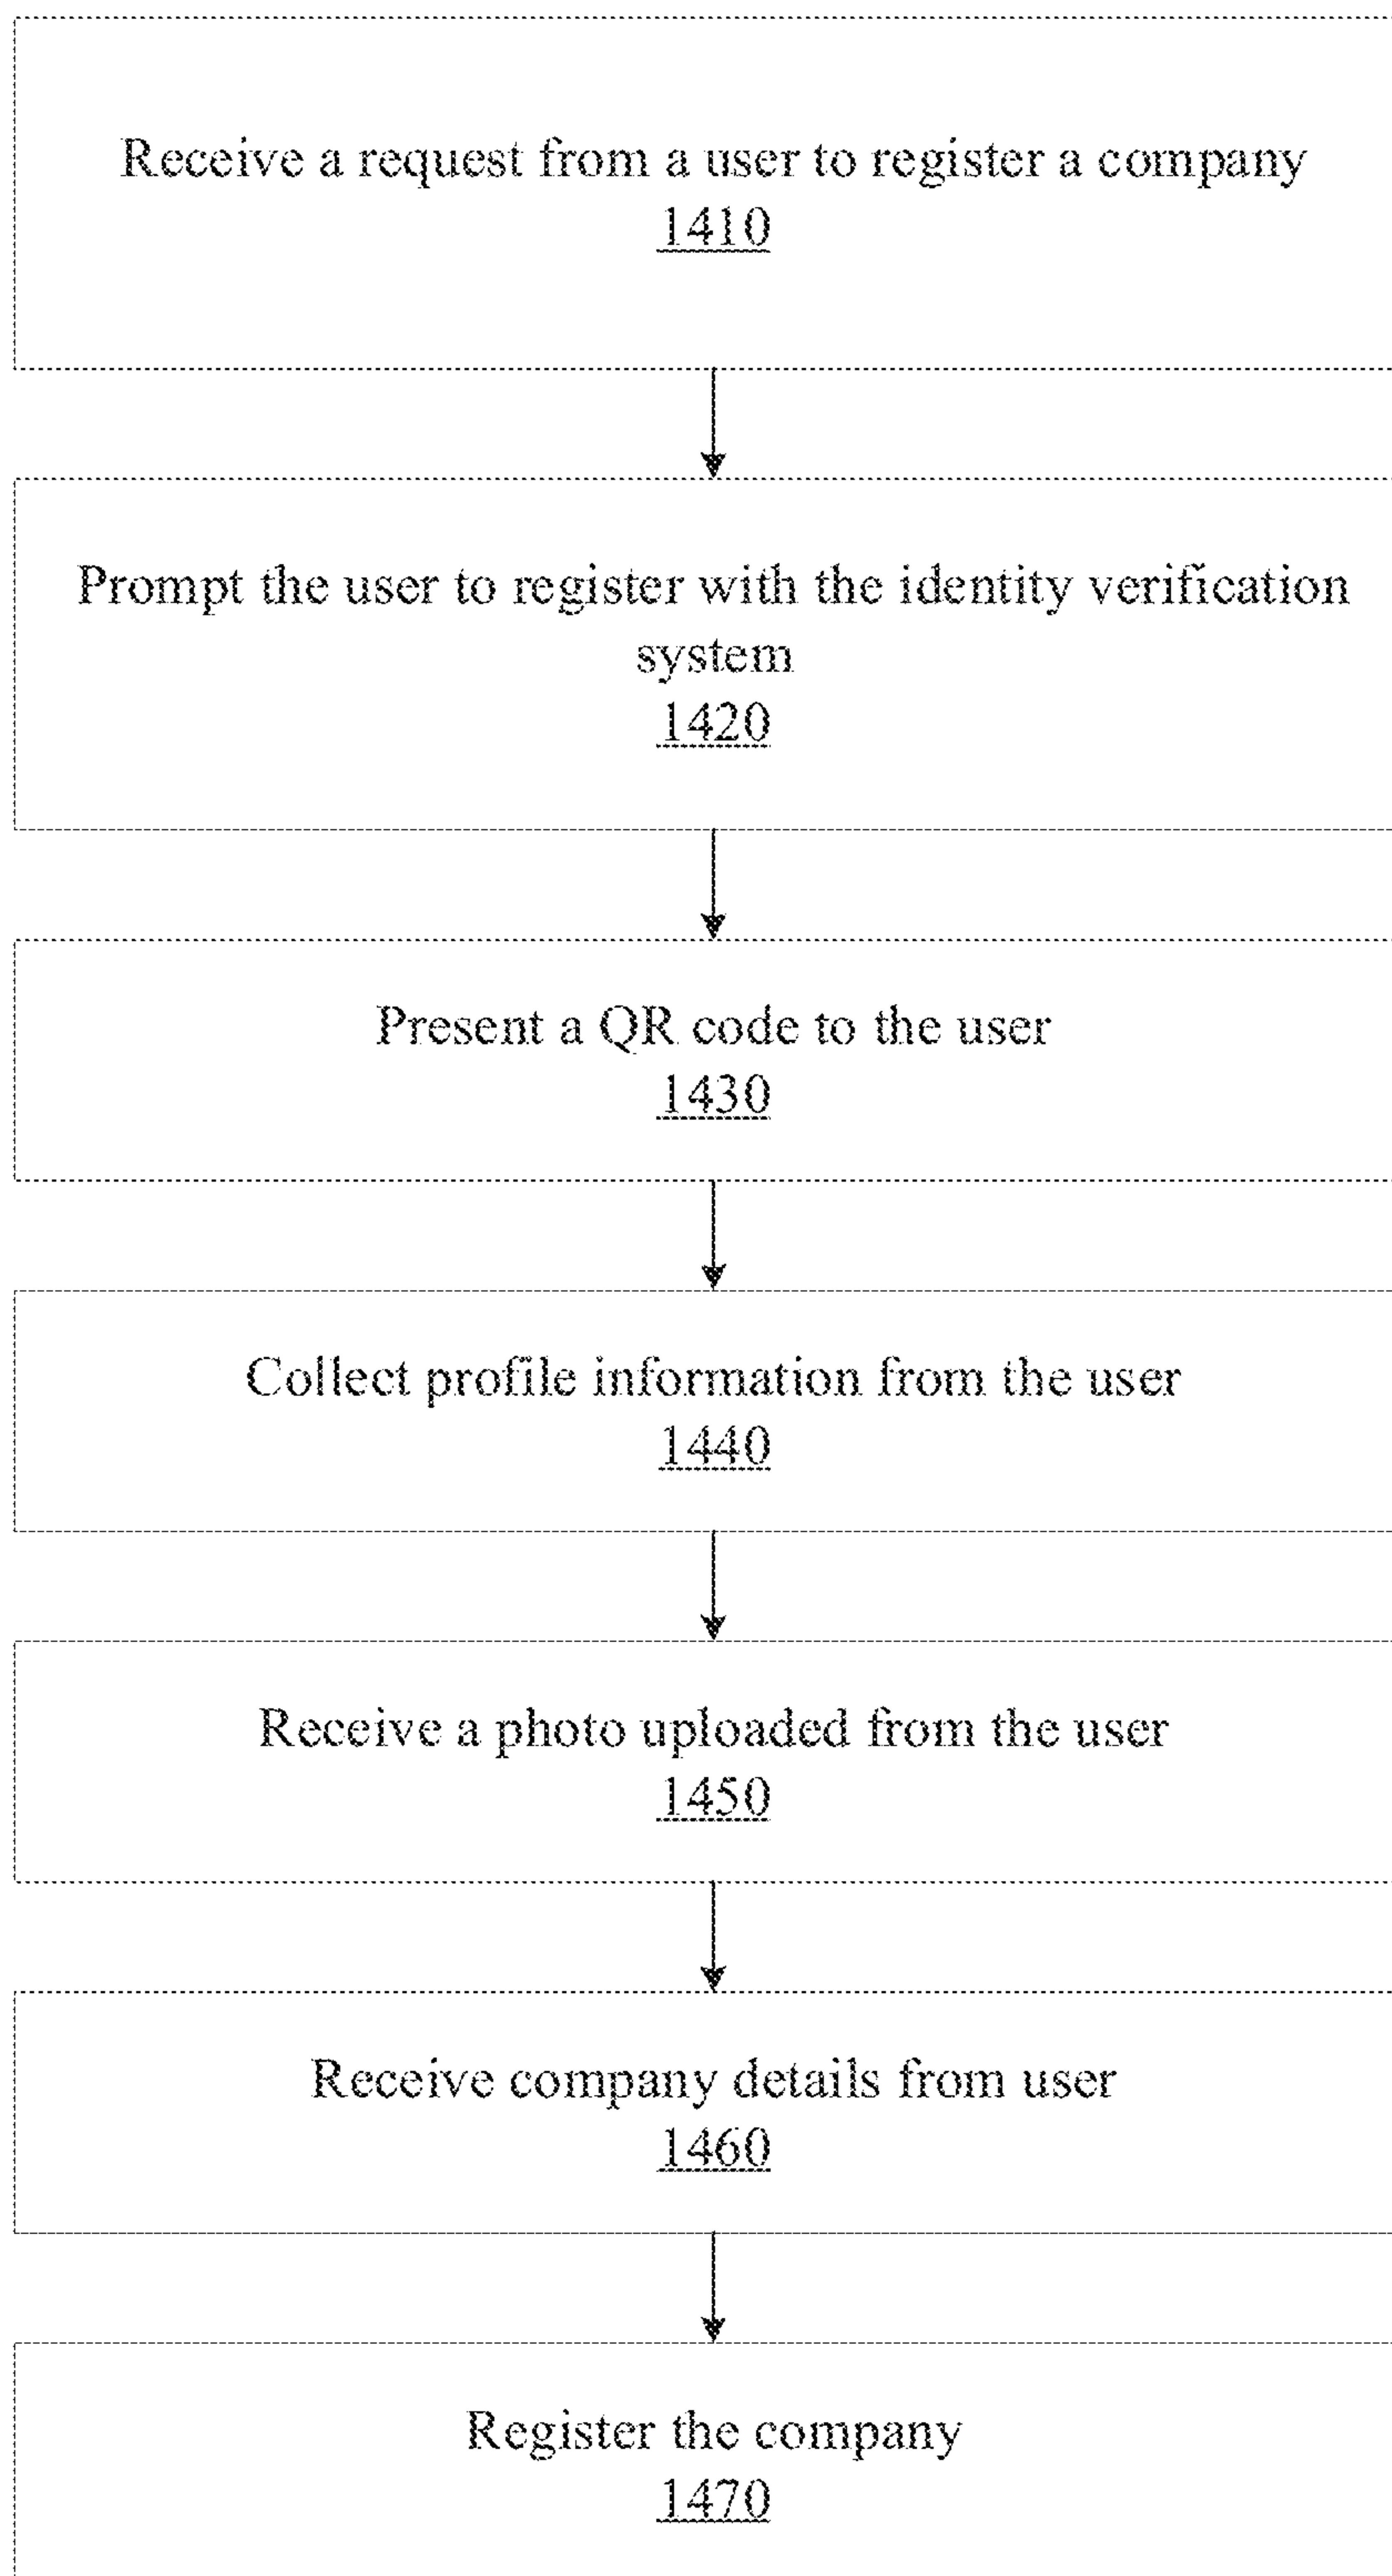 Receive a request from a user to register a company
1410
Prompt the user to register with the identity verification
system
1420
Present a QR code to the user
1430
Collect profile information from the user
1440
Receive a photo uploaded from the user
1450
Receive company details from user
1460
Register the company
1470